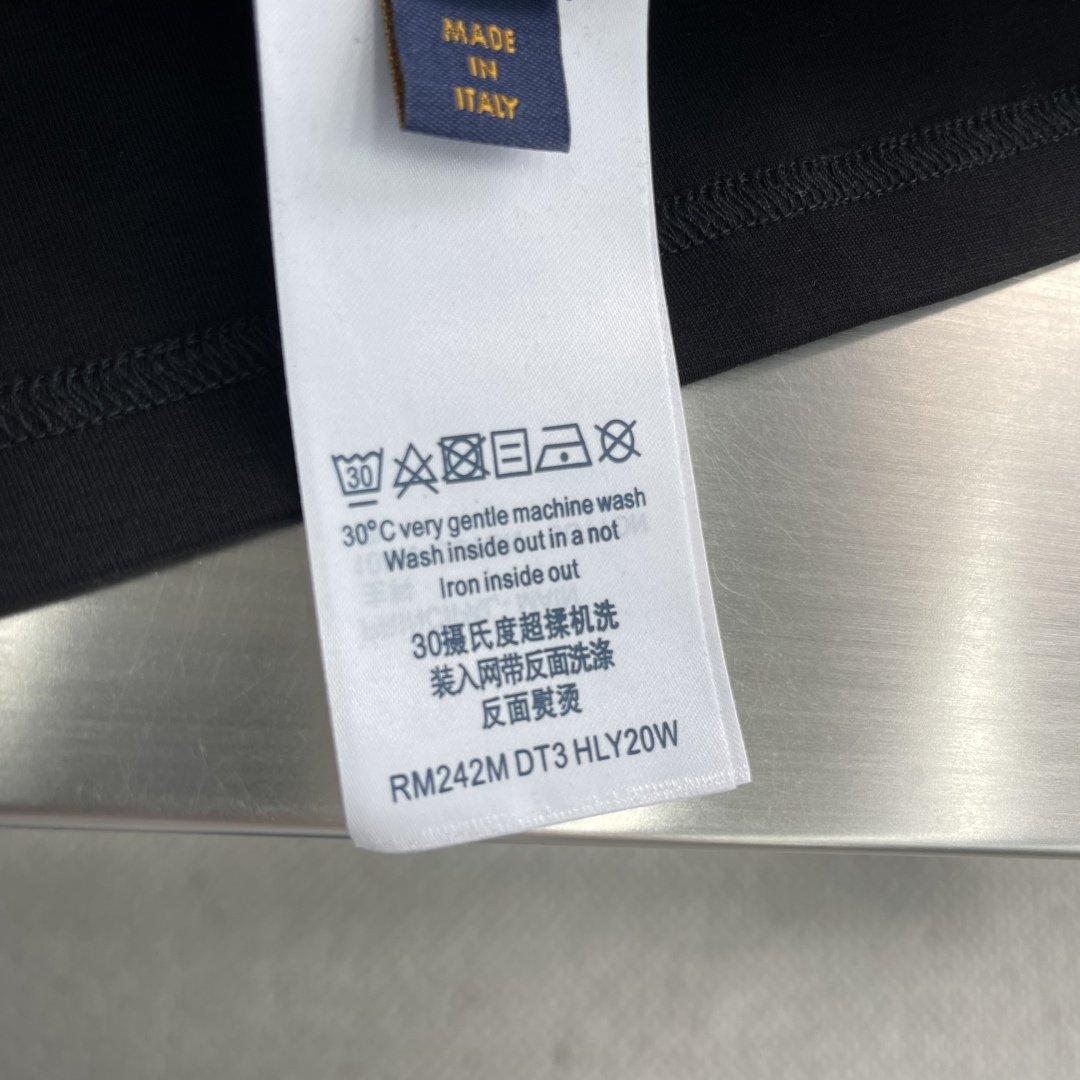 MADE
IN
ITALY
30
30°C very gentle machine wash
Wash inside out in a not
Iron inside out
30摄氏度超揉机洗
装入网带反面洗涤
反面熨烫
RM242M DT3 HLY20W